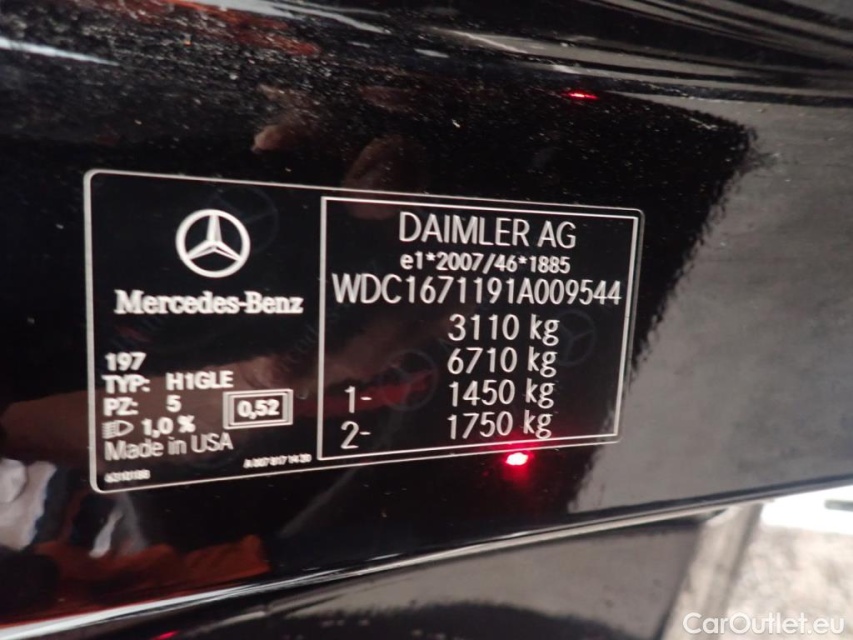 Mercedes-Benz
197
TYP: H1GLE
PZ: 5
0,52
1,0 %
Made in USA
DAIMLER AG
e1*2007/46*1885
WDC1671191A009544
3110 kg
6710 kg
1- 1450 kg
2- 1750 kg
CarOutlet.eu